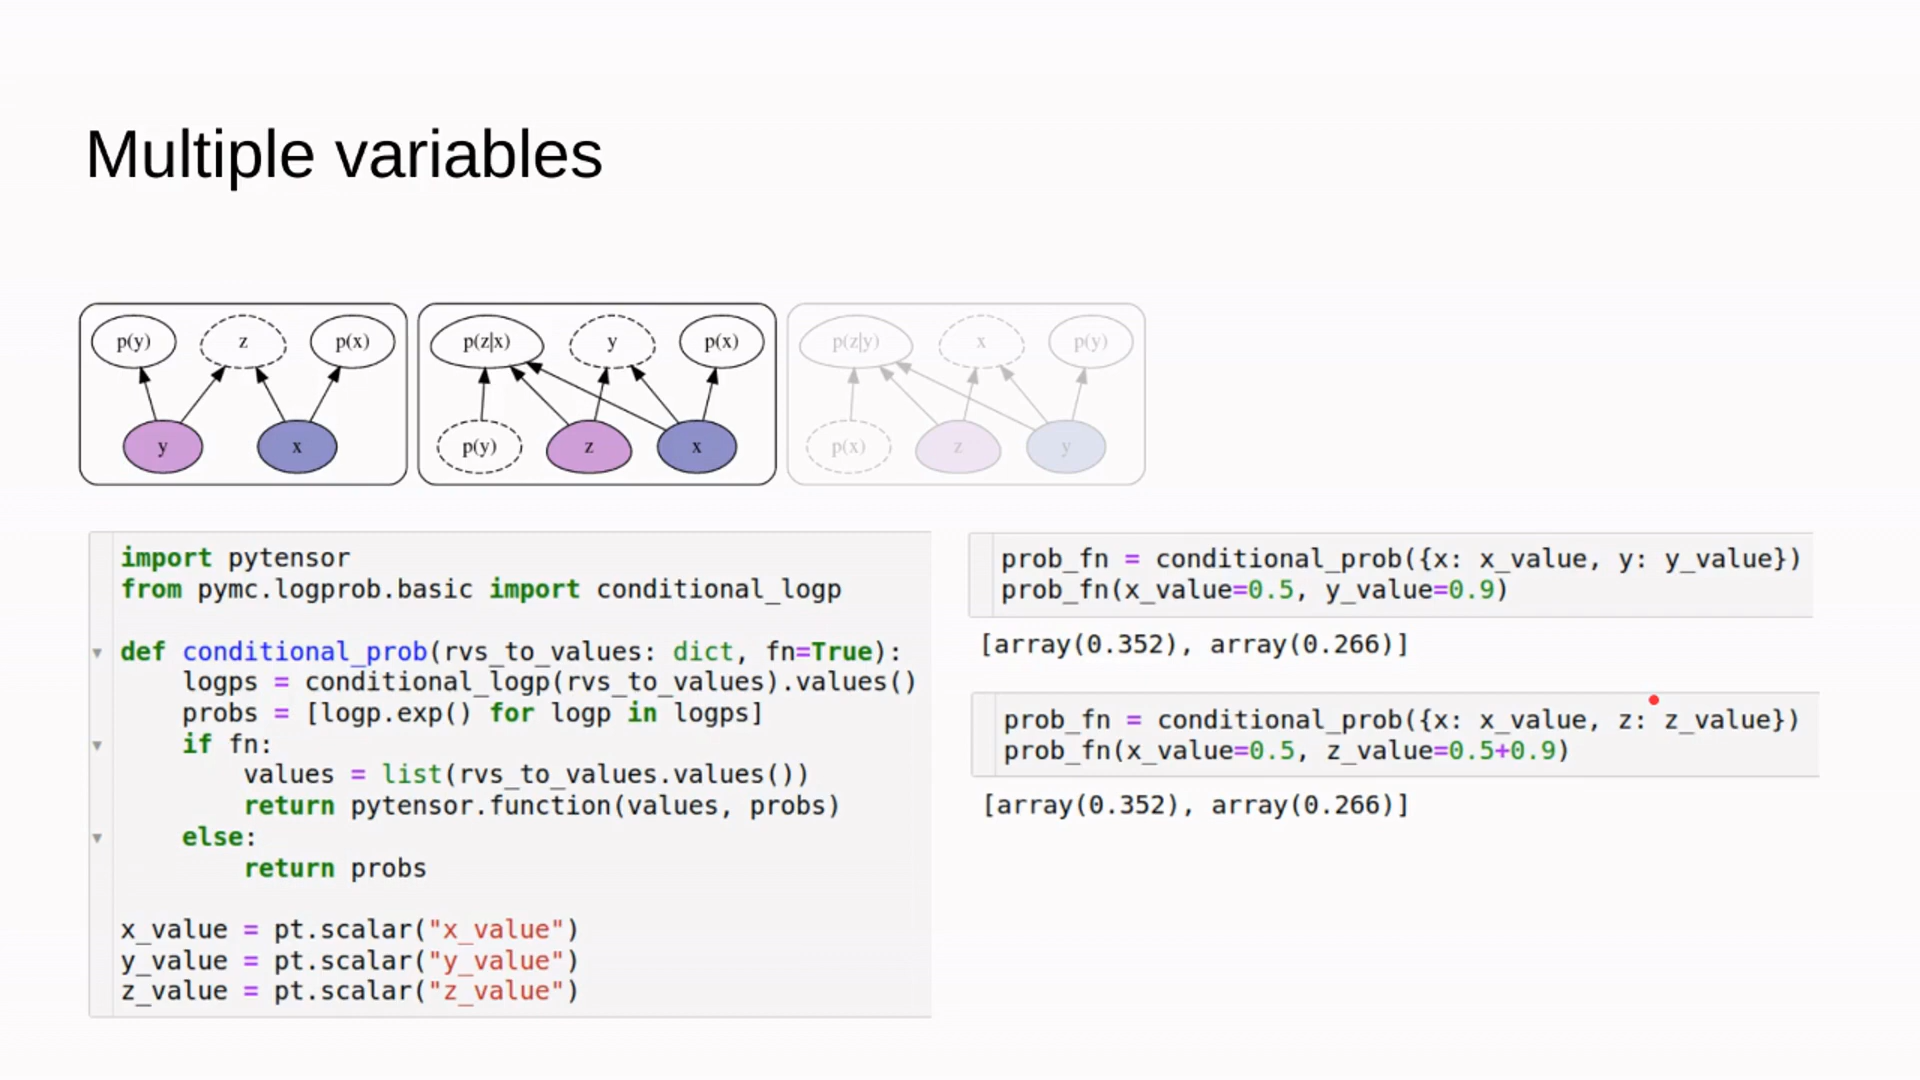 Multiple variables
p(y) z p(x)
y x
p(z|x) y p(x)
p(y) z x
p(z|y) x p(y)
p(x) z y
import pytensor
from pymc.logprob.basic import conditional_logp
def conditional_prob(rvs_to_values: dict, fn=True):
    logps = conditional_logp(rvs_to_values).values()
    probs = [logp.exp() for logp in logps]
    if fn:
        values = list(rvs_to_values.values())
        return pytensor.function(values, probs)
    else:
        return probs
x_value = pt.scalar("x_value")
y_value = pt.scalar("y_value")
z_value = pt.scalar("z_value")
prob_fn = conditional_prob({x: x_value, y: y_value})
prob_fn(x_value=0.5, y_value=0.9)
[array(0.352), array(0.266)]
prob_fn = conditional_prob({x: x_value, z: z_value})
prob_fn(x_value=0.5, z_value=0.5+0.9)
[array(0.352), array(0.266)]